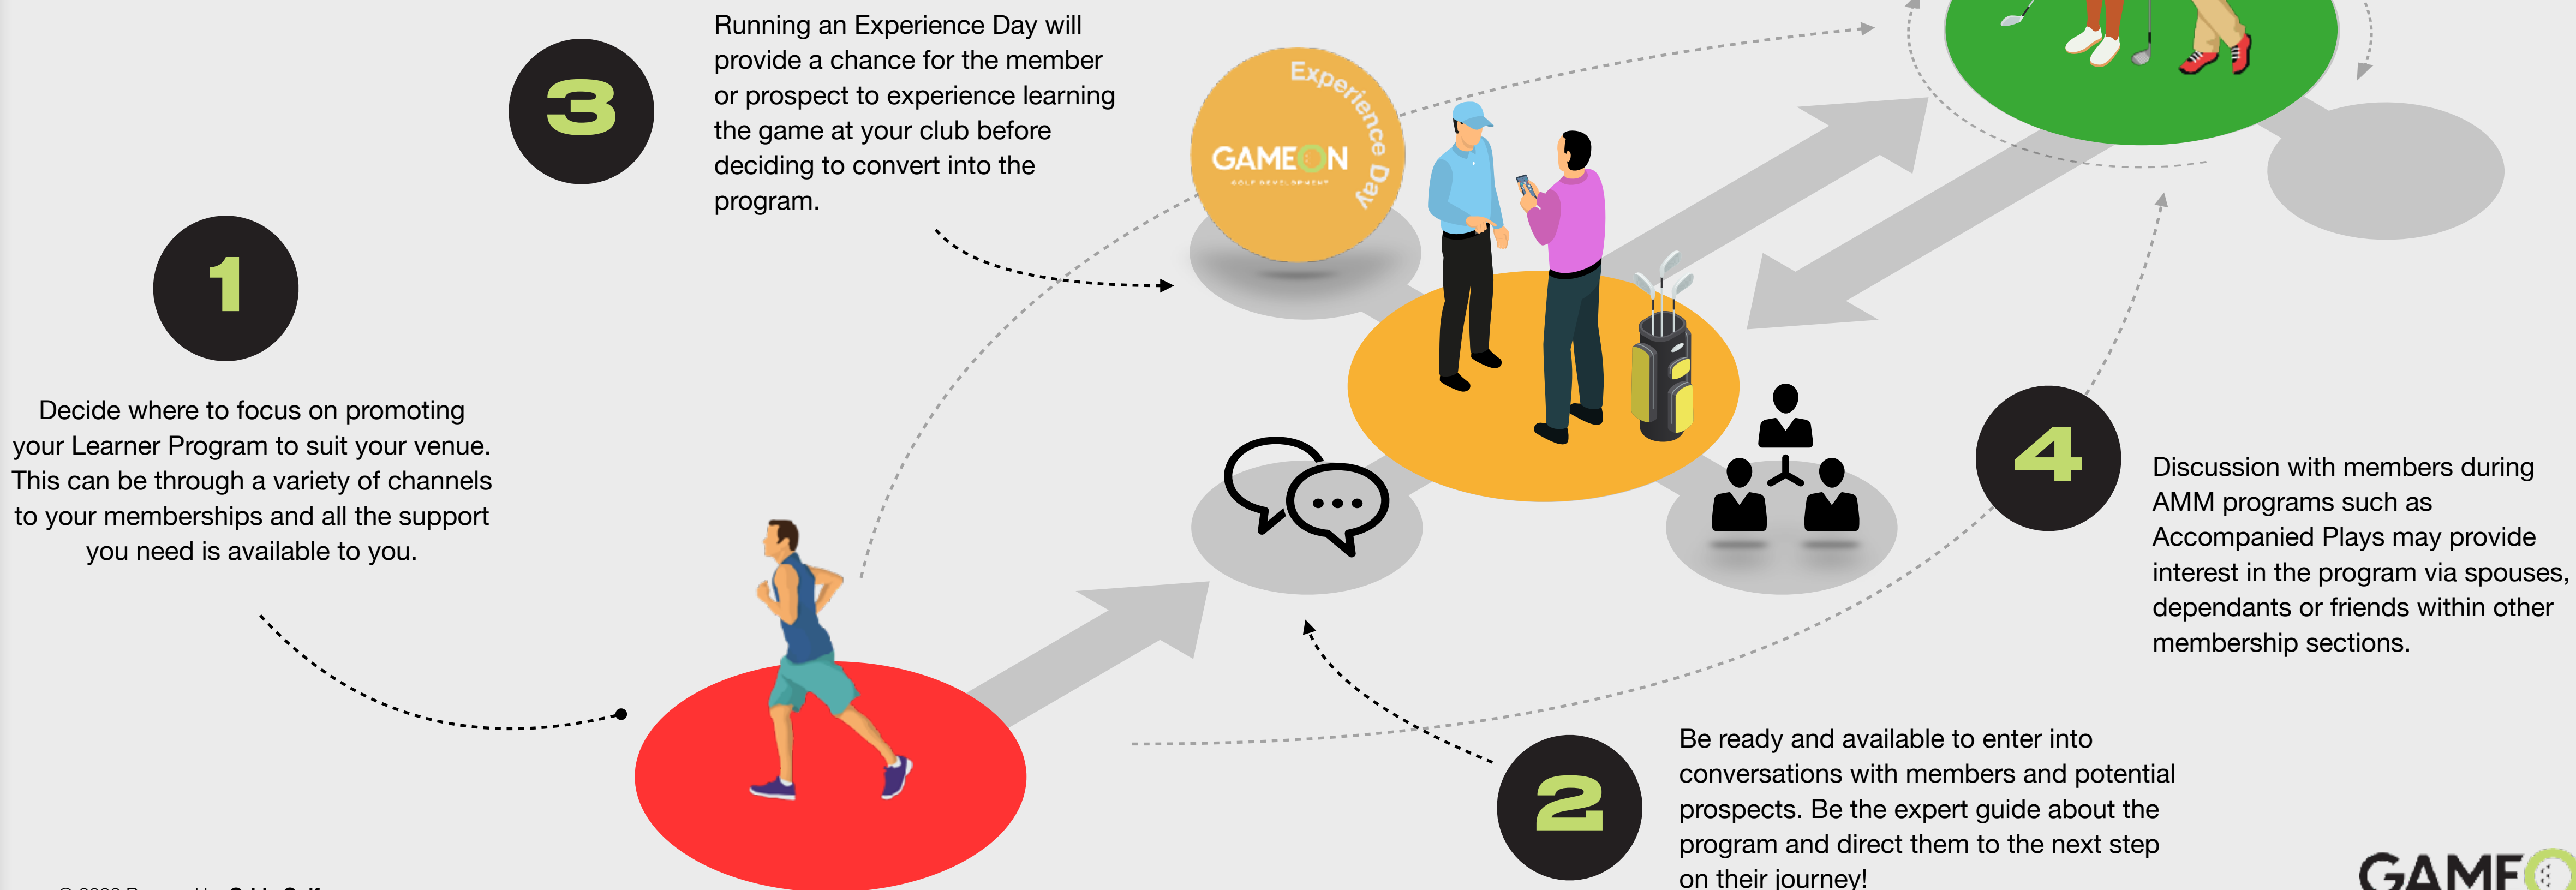 3
Running an Experience Day will
provide a chance for the member
or prospect to experience learning
the game at your club before
deciding to convert into the
program.
Experience Day
GAMEON
GOLF DEVELOPMENT
1
Decide where to focus on promoting
your Learner Program to suit your venue.
This can be through a variety of channels
to your memberships and all the support
you need is available to you.
4
Discussion with members during
AMM programs such as
Accompanied Plays may provide
interest in the program via spouses,
dependants or friends within other
membership sections.
2
Be ready and available to enter into
conversations with members and potential
prospects. Be the expert guide about the
program and direct them to the next step
on their journey!
GAMEO